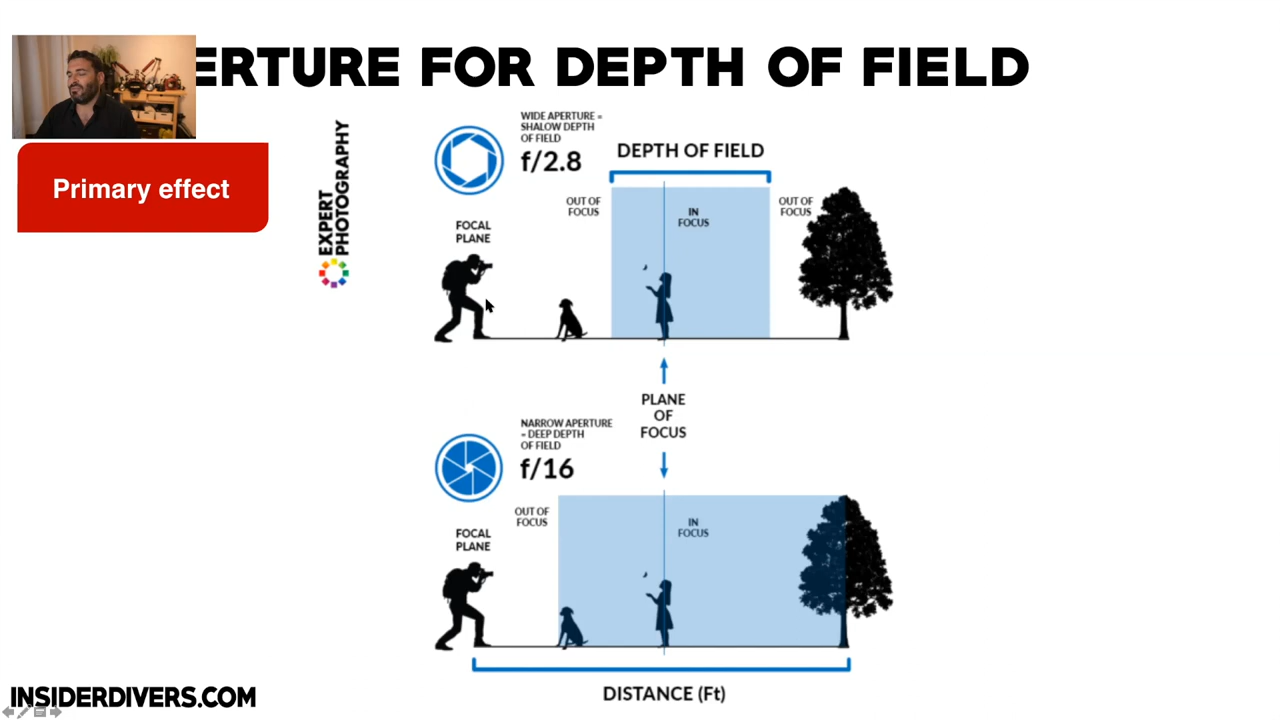 ERTURE FOR DEPTH OF FIELD
Primary effect
EXPERT
PHOTOGRAPHY
WIDE APERTURE =
SHALOW DEPTH
OF FIELD
f/2.8
DEPTH OF FIELD
OUT OF
FOCUS
IN
FOCUS
OUT OF
FOCUS
FOCAL
PLANE
PLANE
OF
FOCUS
NARROW APERTURE
= DEEP DEPTH
OF FIELD
f/16
OUT OF
FOCUS
IN
FOCUS
FOCAL
PLANE
DISTANCE (Ft)
INSIDERDIVERS.COM